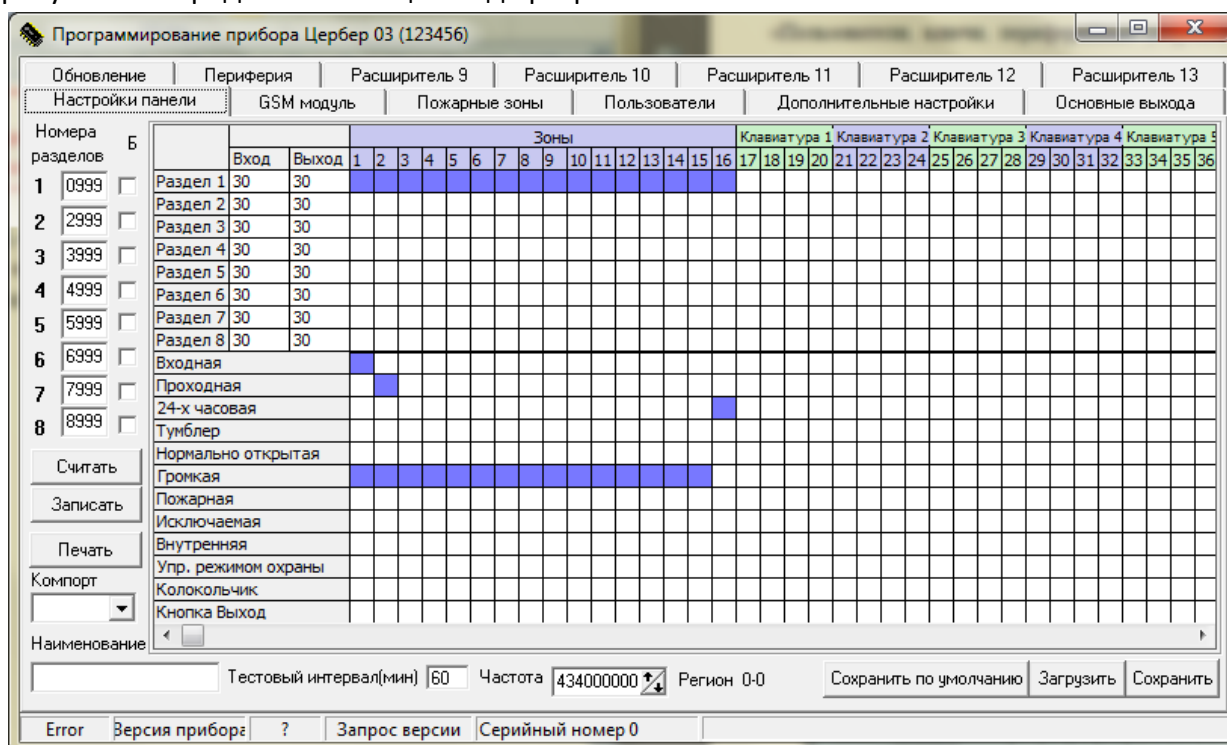 Программирование прибора Цербер 03 (123456)
Обновление Периферия Расширитель 9 Расширитель 10 Расширитель 11 Расширитель 12 Расширитель 13
Настройки панели GSM модуль Пожарные зоны Пользователи Дополнительные настройки Основные выхода
Номера разделов Б
1 0999
2 2999
3 3999
4 4999
5 5999
6 6999
7 7999
8 8999
Считать
Записать
Печать
Компорт
Наименование
Зоны Клавиатура 1 Клавиатура 2 Клавиатура 3 Клавиатура 4 Клавиатура 5
Вход Выход 1 2 3 4 5 6 7 8 9 10 11 12 13 14 15 16 17 18 19 20 21 22 23 24 25 26 27 28 29 30 31 32 33 34 35 36
Раздел 1 30 30
Раздел 2 30 30
Раздел 3 30 30
Раздел 4 30 30
Раздел 5 30 30
Раздел 6 30 30
Раздел 7 30 30
Раздел 8 30 30
Входная
Проходная
24-х часовая
Тумблер
Нормально открытая
Громкая
Пожарная
Исключаемая
Внутренняя
Упр. режимом охраны
Колокольчик
Кнопка Выход
Тестовый интервал(мин) 60 Частота 434000000 Регион 0-0 Сохранить по умолчанию Загрузить Сохранить
Error Версия прибора ? Запрос версии Серийный номер 0